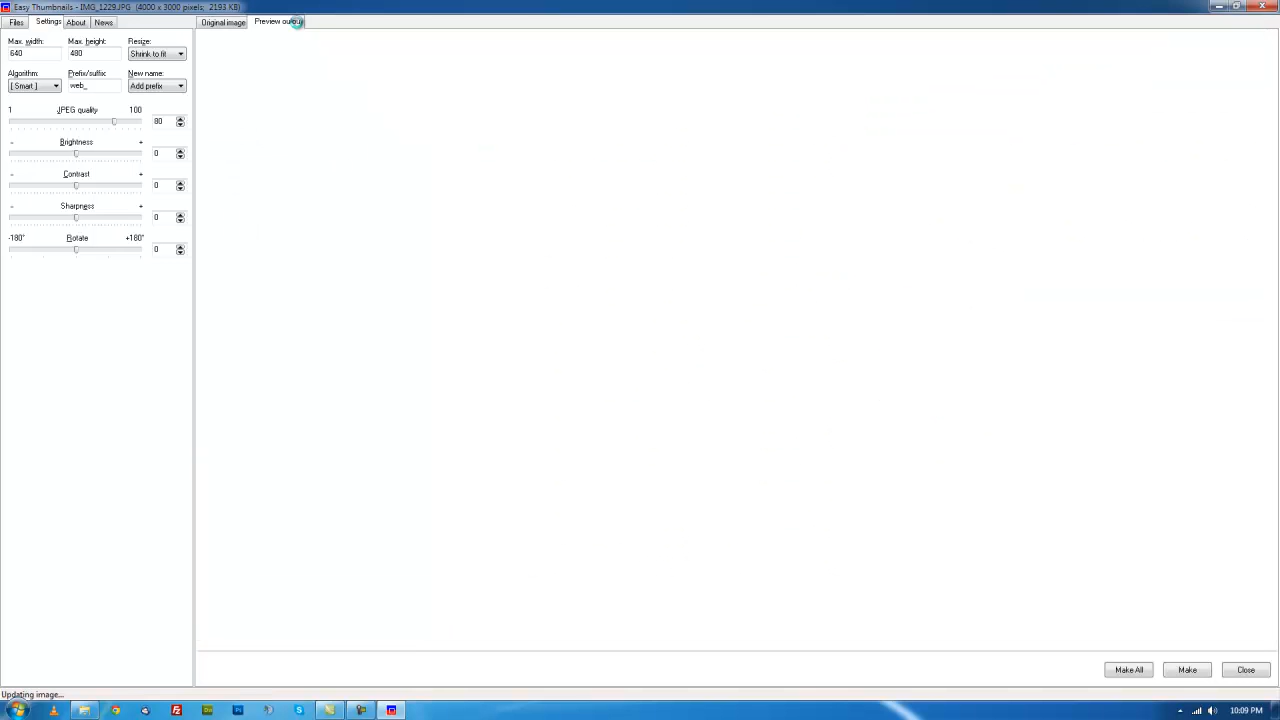 Easy Thumbnails - IMG_1229.JPG (4000 x 3000 pixels; 2193 KB)
Files Settings About News Original image Preview output
Max. width: Max. height: Resize:
640 480 Shrink to fit
Algorithm: Prefix/suffix: New name:
[ Smart ] web_ Add prefix
1 JPEG quality 100
80
- Brightness +
0
- Contrast +
0
- Sharpness +
0
-180° Rotate +180°
0
Make All Make Close
Updating image...
10:09 PM